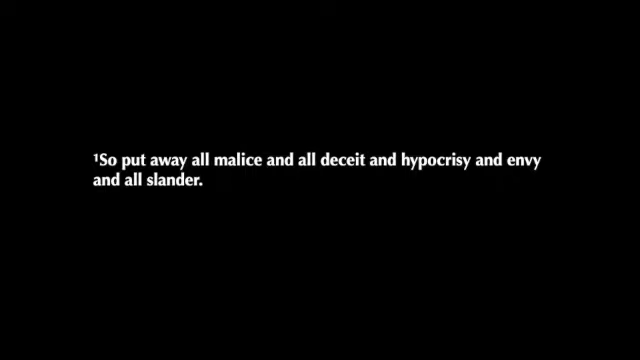 ¹So put away all malice and all deceit and hypocrisy and envy
and all slander.